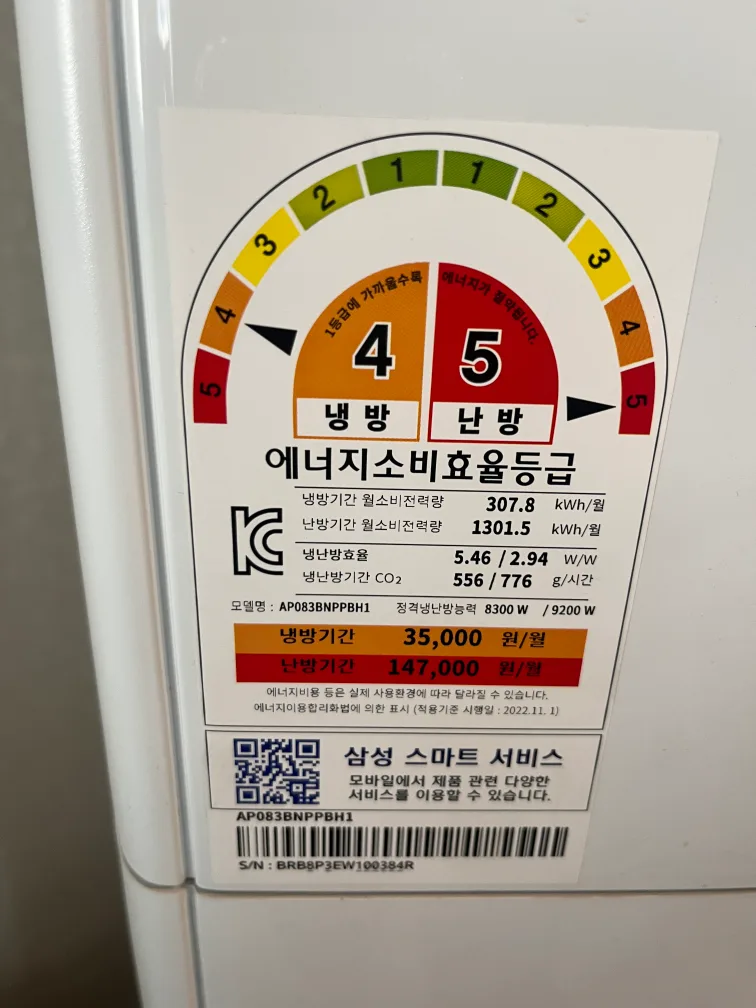 5 4 3 2 1 1 2 3 4 5
1등급에 가까울수록 에너지가 절약됩니다.
4 5
냉방 난방
에너지소비효율등급
냉방기간 월소비전력량 307.8 kWh/월
난방기간 월소비전력량 1301.5 kWh/월
냉난방효율 5.46 / 2.94 W/W
냉난방기간 CO₂ 556 / 776 g/시간
모델명 : AP083BNPPBH1 정격냉난방능력 8300 W / 9200 W
냉방기간 35,000 원/월
난방기간 147,000 원/월
에너지비용 등은 실제 사용환경에 따라 달라질 수 있습니다.
에너지이용합리화법에 의한 표시 (적용기준 시행일 : 2022.11. 1)
삼성 스마트 서비스
모바일에서 제품 관련 다양한
서비스를 이용할 수 있습니다.
AP083BNPPBH1
S/N : BRB8P3EW100384R